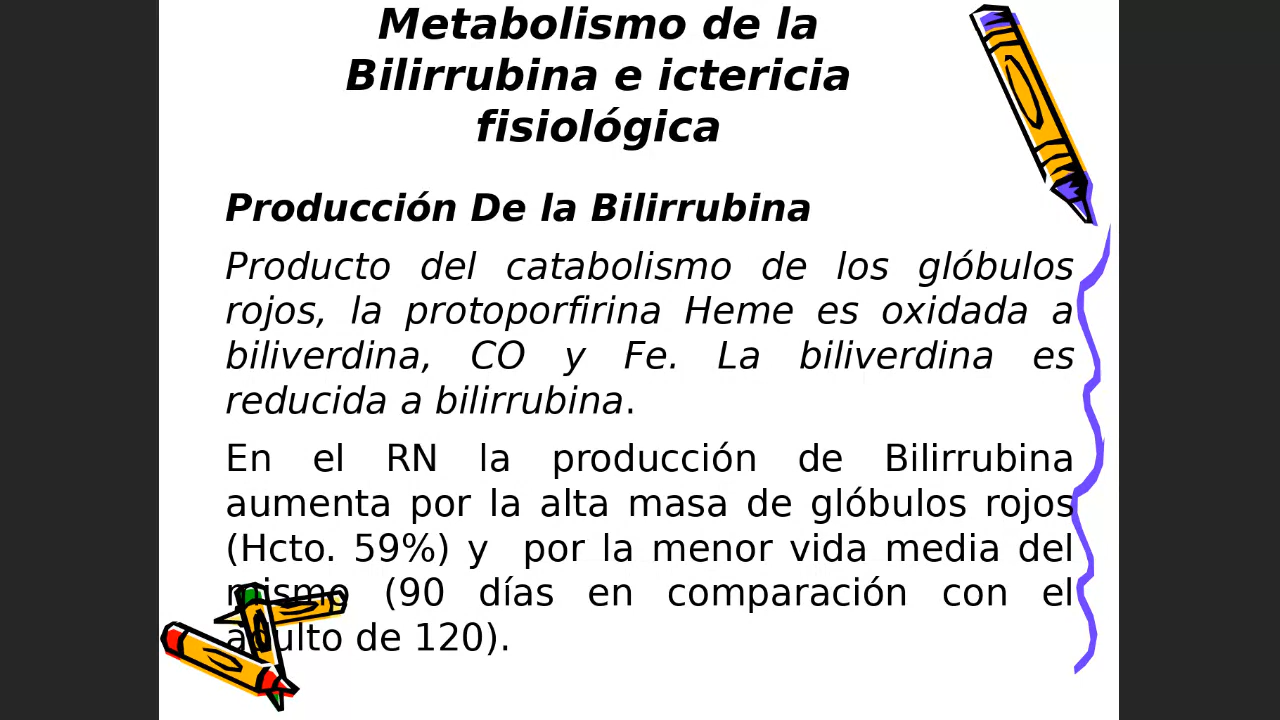 Metabolismo de la
Bilirrubina e ictericia
fisiológica
Producción De la Bilirrubina
Producto del catabolismo de los glóbulos
rojos, la protoporfirina Heme es oxidada a
biliverdina, CO y Fe. La biliverdina es
reducida a bilirrubina.
En el RN la producción de Bilirrubina
aumenta por la alta masa de glóbulos rojos
(Hcto. 59%) y por la menor vida media del
mismo (90 días en comparación con el
adulto de 120).